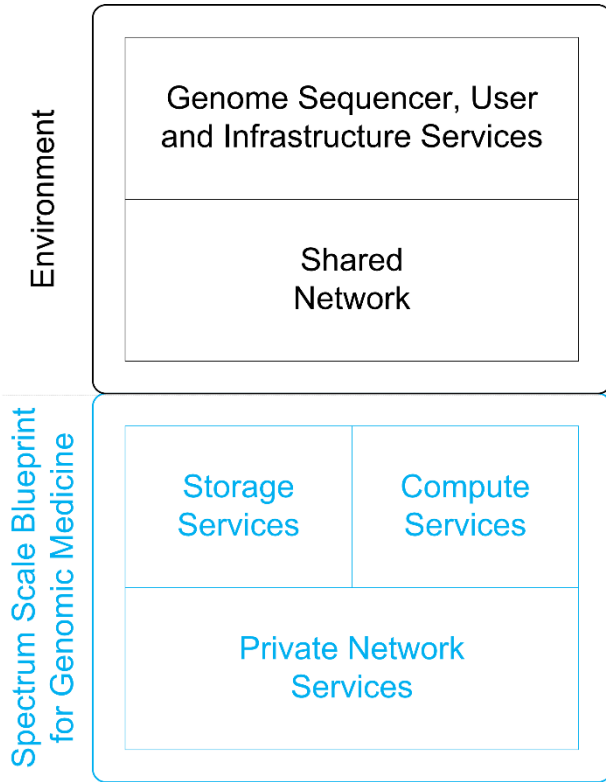 Environment
Genome Sequencer, User
and Infrastructure Services
Shared
Network
Spectrum Scale Blueprint
for Genomic Medicine
Storage
Services
Compute
Services
Private Network
Services